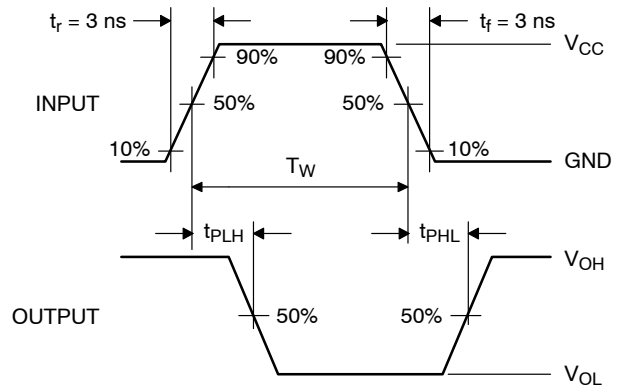 tr = 3 ns
tf = 3 ns
VCC
90%
90%
INPUT
50%
50%
10%
10%
GND
TW
tPLH
tPHL
VOH
OUTPUT
50%
50%
VOL